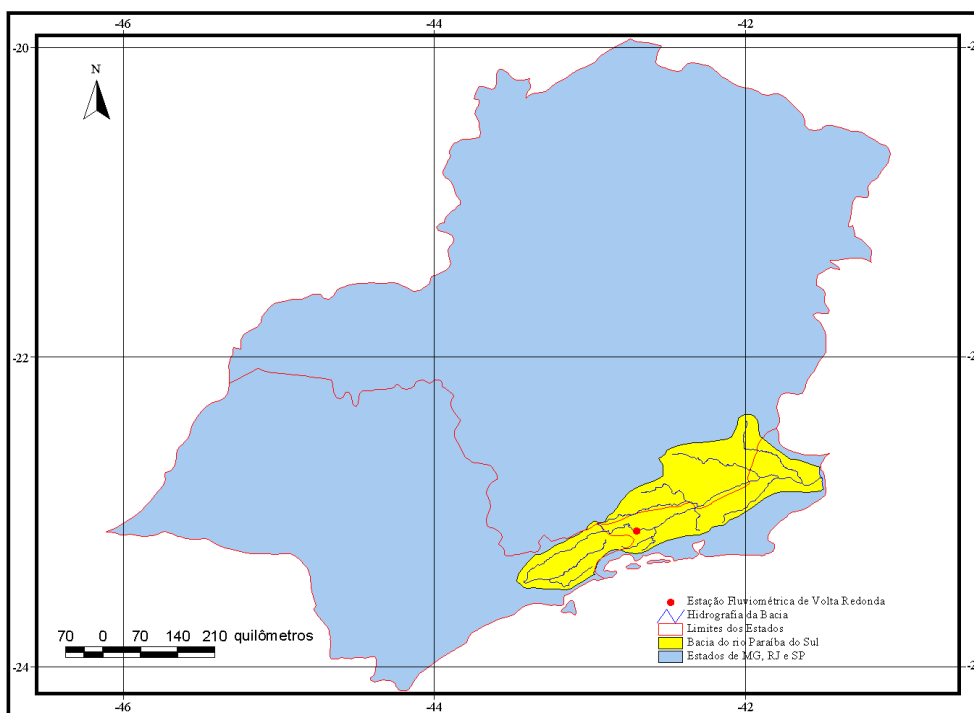 -46 -44 -42
-20 -2
N
-22 -2
Estação Fluviométrica de Volta Redonda
Hidrografia da Bacia
Limites dos Estados
Bacia do rio Paraíba do Sul
Estados de MG, RJ e SP
70 0 70 140 210 quilômetros
-24 -2
-46 -44 -42